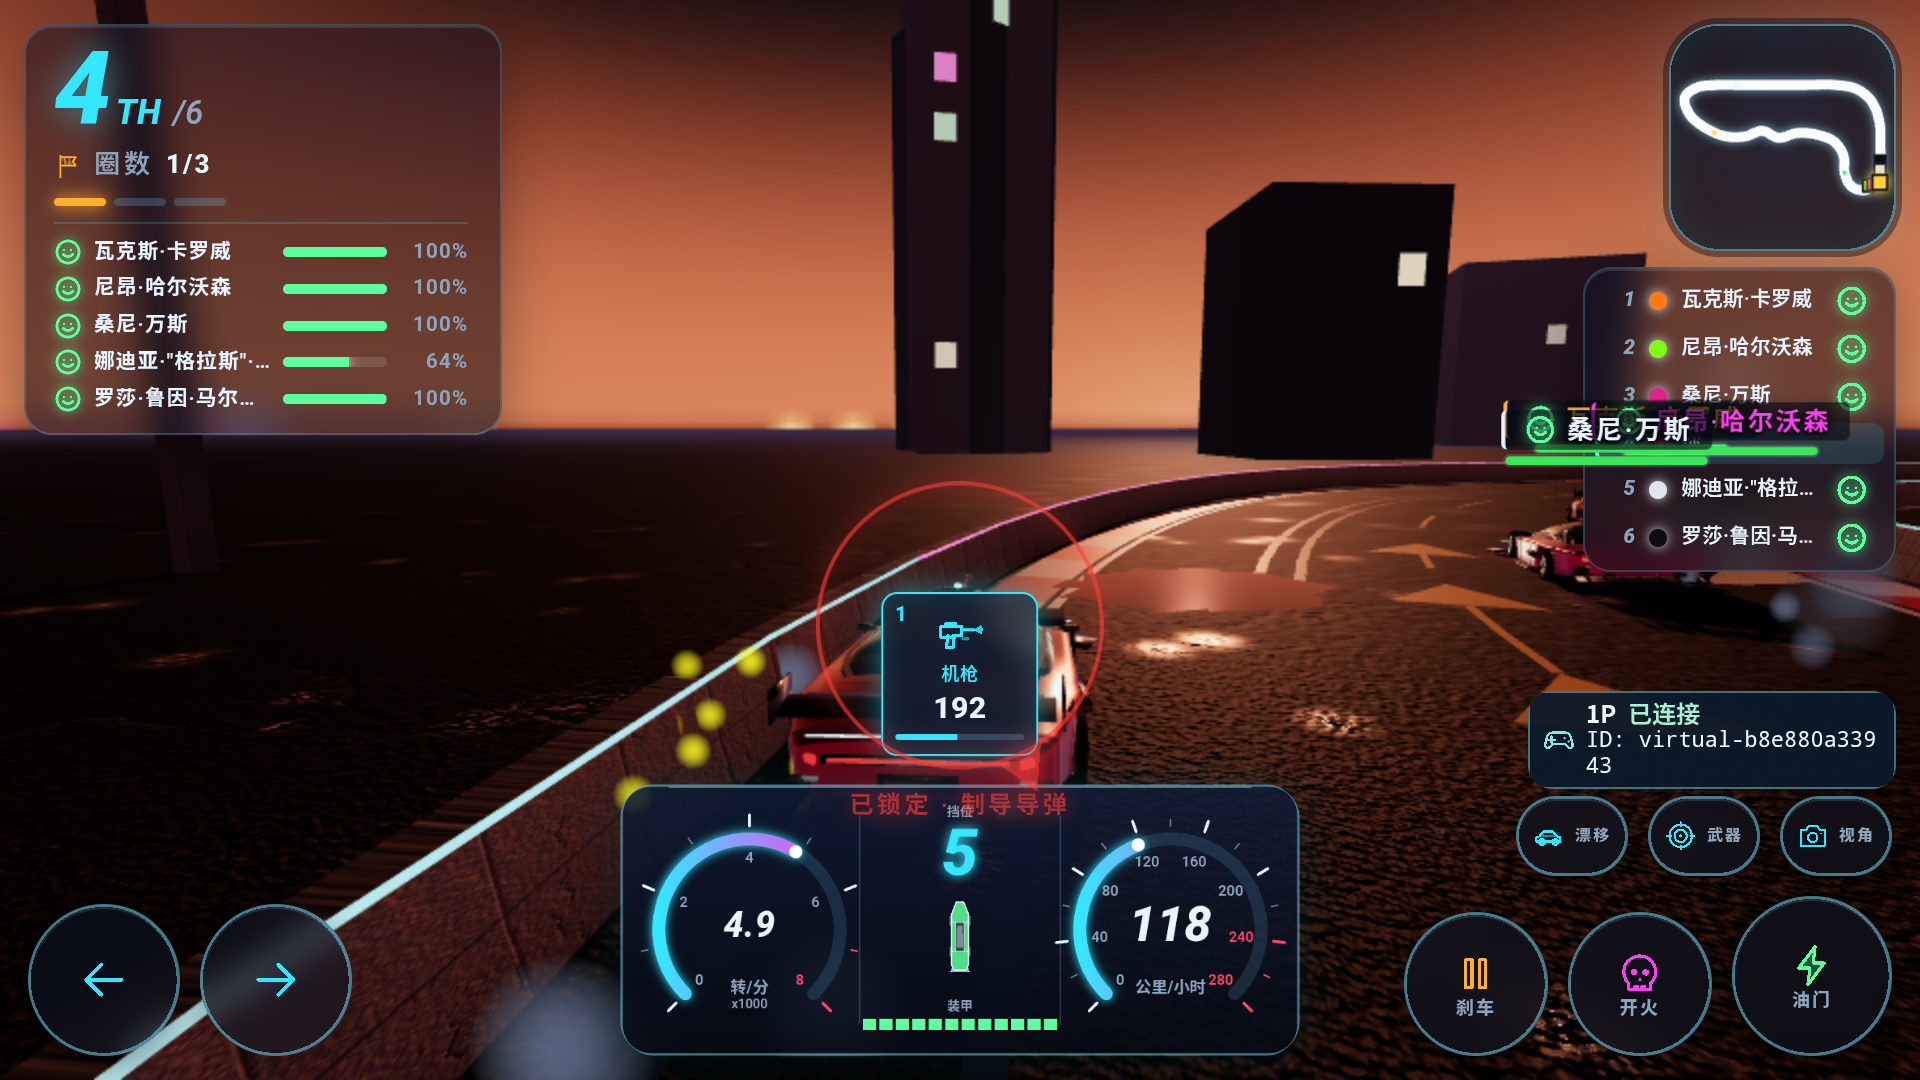 4TH /6
圈数 1/3
瓦克斯·卡罗威 100%
尼昂·哈尔沃森 100%
桑尼·万斯 100%
娜迪亚·"格拉斯"·... 64%
罗莎·鲁因·马尔... 100%
1 瓦克斯·卡罗威
2 尼昂·哈尔沃森
3 桑尼·万斯
哈尔沃森
桑尼·万斯
5 娜迪亚·"格拉...
6 罗莎·鲁因·马...
1
机枪
192
已锁定 · 制导导弹
1P 已连接
ID: virtual-b8e880a339
43
漂移
武器
视角
0 2 4 6 8
4.9
转/分
x1000
挡位
5
装甲
0 40 80 120 160 200 240 280
118
公里/小时
刹车
开火
油门